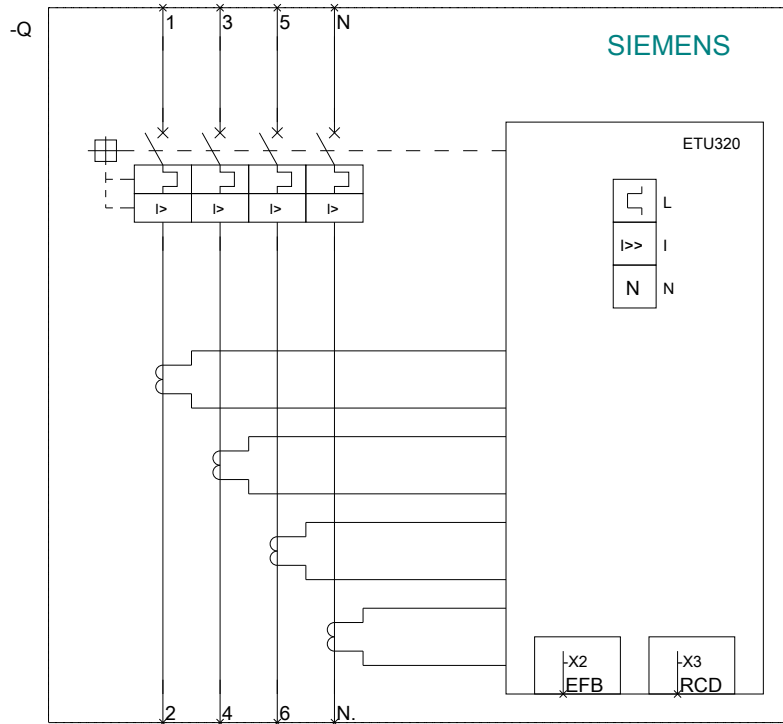 -Q
1 3 5 N
SIEMENS
ETU320
L
I> I> I> I>
I>> I
N N
-X2 -X3
EFB RCD
2 4 6 N.